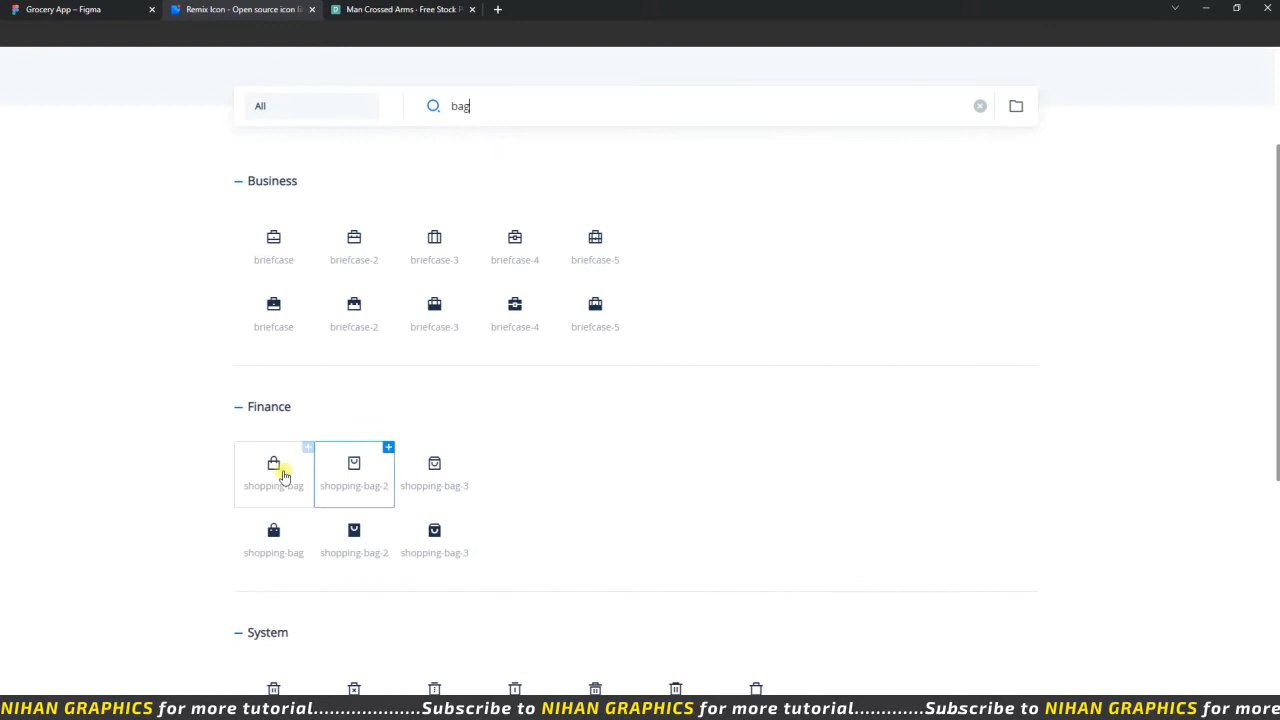 Grocery App – Figma
Remix Icon - Open source icon li
Man Crossed Arms · Free Stock P
All
bag
Business
briefcase briefcase-2 briefcase-3 briefcase-4 briefcase-5
briefcase briefcase-2 briefcase-3 briefcase-4 briefcase-5
Finance
shopping-bag shopping-bag-2 shopping-bag-3
shopping-bag shopping-bag-2 shopping-bag-3
System
NIHAN GRAPHICS for more tutorial....................Subscribe to NIHAN GRAPHICS for more tutorial....................Subscribe to NIHAN GRAPHICS for more